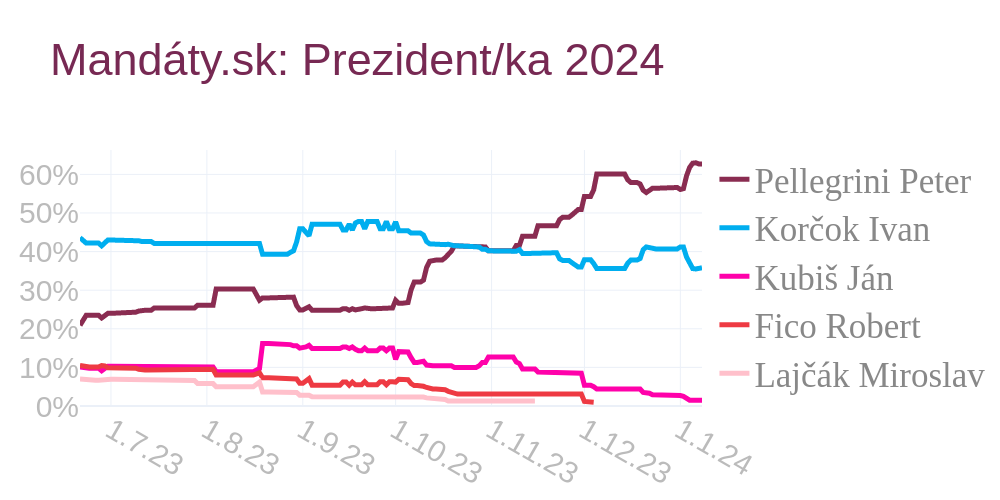 Mandáty.sk: Prezident/ka 2024
60%
50%
40%
30%
20%
10%
0%
1.7.23
1.8.23
1.9.23
1.10.23
1.11.23
1.12.23
1.1.24
Pellegrini Peter
Korčok Ivan
Kubiš Ján
Fico Robert
Lajčák Miroslav